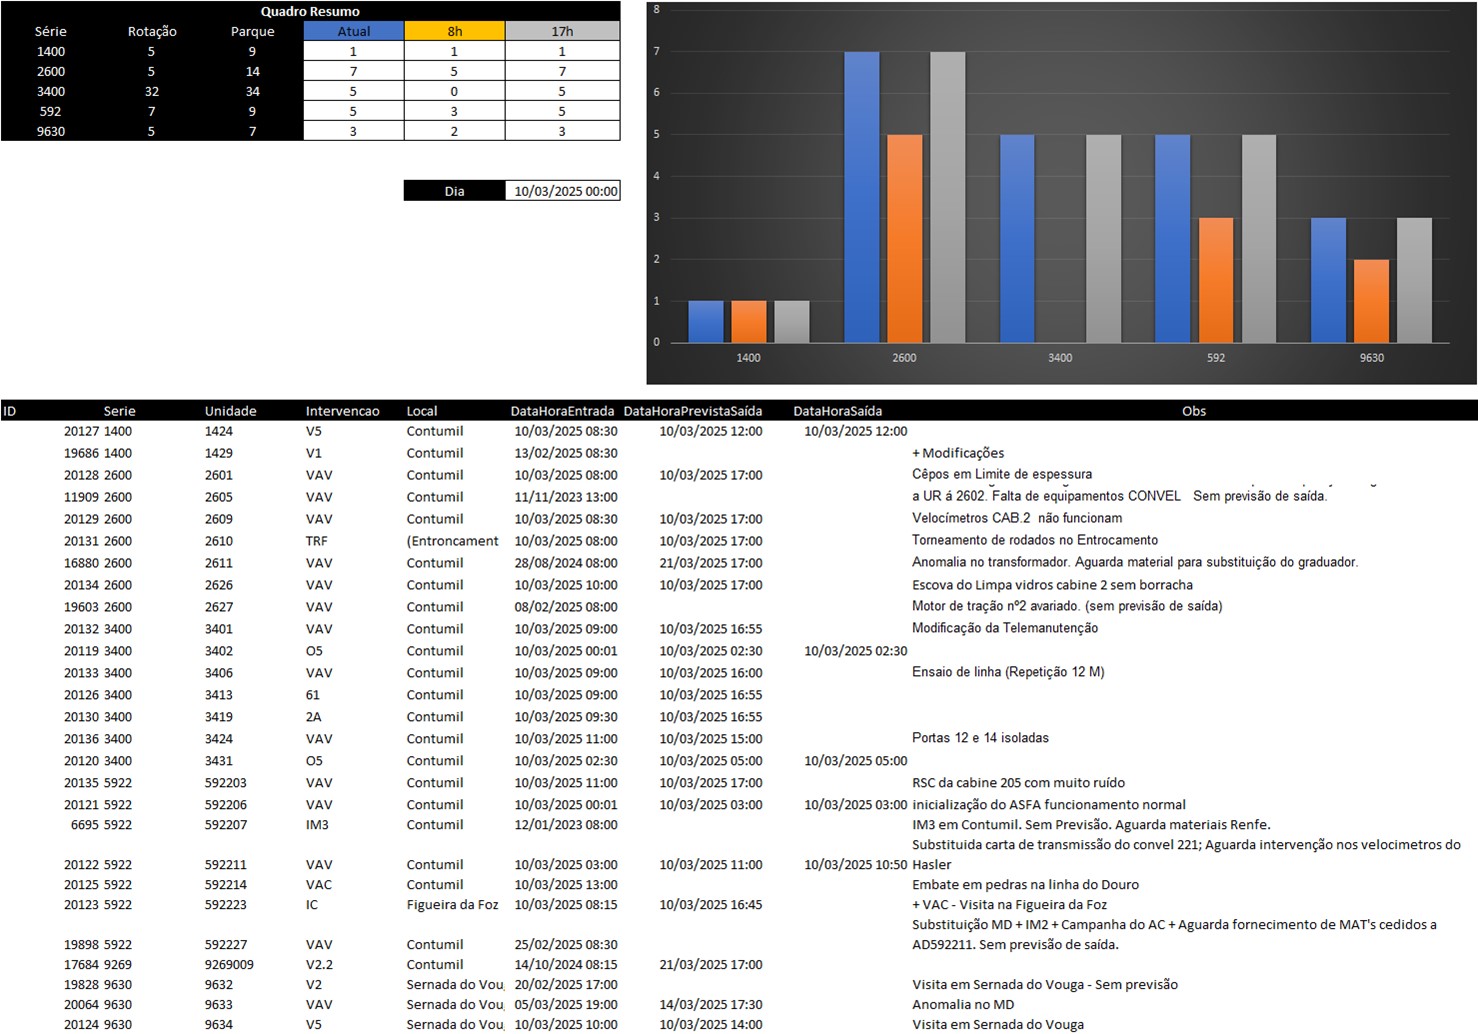 Quadro Resumo
Série Rotação Parque Atual 8h 17h
1400 5 9 1 1 1
2600 5 14 7 5 7
3400 32 34 5 0 5
592 7 9 5 3 5
9630 5 7 3 2 3
Dia 10/03/2025 00:00
8
7
6
5
4
3
2
1
0
1400 2600 3400 592 9630
ID Serie Unidade Intervencao Local DataHoraEntrada DataHoraPrevistaSaída DataHoraSaída Obs
20127 1400 1424 V5 Contumil 10/03/2025 08:30 10/03/2025 12:00 10/03/2025 12:00
19686 1400 1429 V1 Contumil 13/02/2025 08:30 + Modificações
20128 2600 2601 VAV Contumil 10/03/2025 08:00 10/03/2025 17:00 Cêpos em Limite de espessura
11909 2600 2605 VAV Contumil 11/11/2023 13:00 a UR á 2602. Falta de equipamentos CONVEL Sem previsão de saída.
20129 2600 2609 VAV Contumil 10/03/2025 08:30 10/03/2025 17:00 Velocímetros CAB.2 não funcionam
20131 2600 2610 TRF (Entroncament 10/03/2025 08:00 10/03/2025 17:00 Torneamento de rodados no Entrocamento
16880 2600 2611 VAV Contumil 28/08/2024 08:00 21/03/2025 17:00 Anomalia no transformador. Aguarda material para substituição do graduador.
20134 2600 2626 VAV Contumil 10/03/2025 10:00 10/03/2025 17:00 Escova do Limpa vidros cabine 2 sem borracha
19603 2600 2627 VAV Contumil 08/02/2025 08:00 Motor de tração nº2 avariado. (sem previsão de saída)
20132 3400 3401 VAV Contumil 10/03/2025 09:00 10/03/2025 16:55 Modificação da Telemanutenção
20119 3400 3402 O5 Contumil 10/03/2025 00:01 10/03/2025 02:30 10/03/2025 02:30
20133 3400 3406 VAV Contumil 10/03/2025 09:00 10/03/2025 16:00 Ensaio de linha (Repetição 12 M)
20126 3400 3413 61 Contumil 10/03/2025 09:00 10/03/2025 16:55
20130 3400 3419 2A Contumil 10/03/2025 09:30 10/03/2025 16:55
20136 3400 3424 VAV Contumil 10/03/2025 11:00 10/03/2025 15:00 Portas 12 e 14 isoladas
20120 3400 3431 O5 Contumil 10/03/2025 02:30 10/03/2025 05:00 10/03/2025 05:00
20135 5922 592203 VAV Contumil 10/03/2025 11:00 10/03/2025 17:00 RSC da cabine 205 com muito ruído
20121 5922 592206 VAV Contumil 10/03/2025 00:01 10/03/2025 03:00 10/03/2025 03:00 inicialização do ASFA funcionamento normal
6695 5922 592207 IM3 Contumil 12/01/2023 08:00 IM3 em Contumil. Sem Previsão. Aguarda materiais Renfe.
Substituida carta de transmissão do convel 221; Aguarda intervenção nos velocimetros do
20122 5922 592211 VAV Contumil 10/03/2025 03:00 10/03/2025 11:00 10/03/2025 10:50 Hasler
20125 5922 592214 VAC Contumil 10/03/2025 13:00 Embate em pedras na linha do Douro
20123 5922 592223 IC Figueira da Foz 10/03/2025 08:15 10/03/2025 16:45 + VAC - Visita na Figueira da Foz
Substituição MD + IM2 + Campanha do AC + Aguarda fornecimento de MAT's cedidos a
19898 5922 592227 VAV Contumil 25/02/2025 08:30 AD592211. Sem previsão de saída.
17684 9269 9269009 V2.2 Contumil 14/10/2024 08:15 21/03/2025 17:00
19828 9630 9632 V2 Sernada do Voug 20/02/2025 17:00 Visita em Sernada do Vouga - Sem previsão
20064 9630 9633 VAV Sernada do Voug 05/03/2025 19:00 14/03/2025 17:30 Anomalia no MD
20124 9630 9634 V5 Sernada do Voug 10/03/2025 10:00 10/03/2025 14:00 Visita em Sernada do Vouga